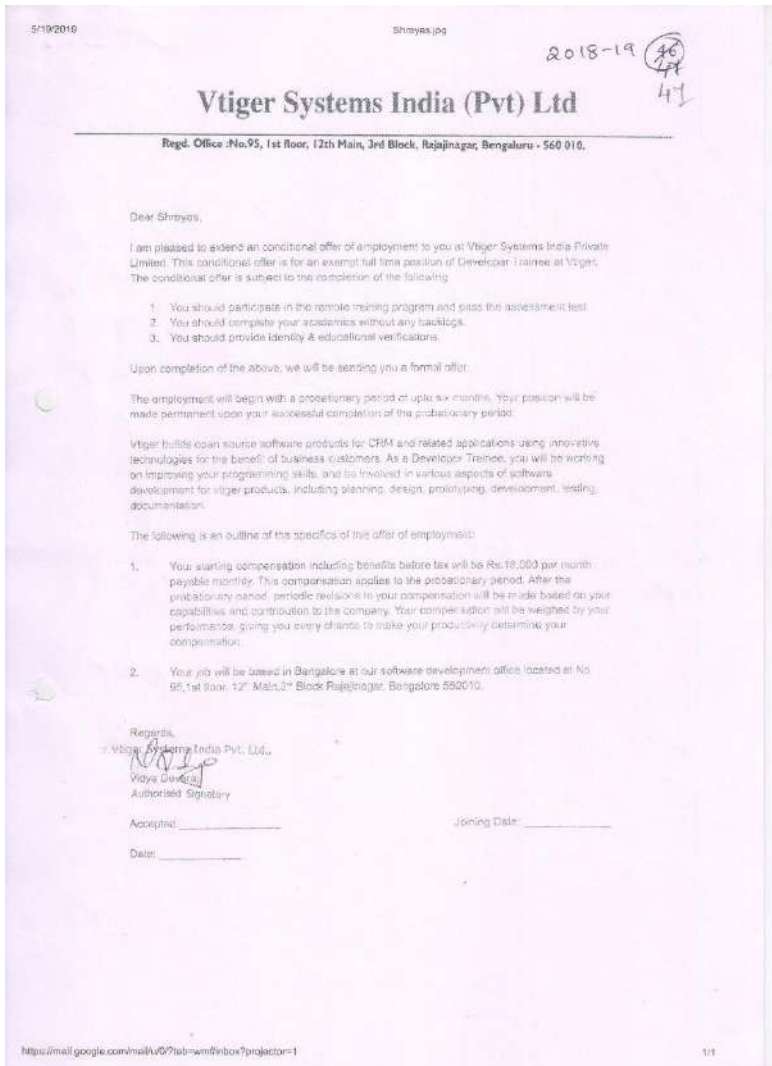 5/19/2019
Shreyas.jpg
2018-19
46
41
Vtiger Systems India (Pvt) Ltd
Regd. Office :No.95, 1st floor, 12th Main, 3rd Block, Rajajinagar, Bengaluru - 560 010.
Dear Shreyas,
I am pleased to extend an conditional offer of employment to you at Vtiger Systems India Private
Limited. This conditional offer is for an exempt full time position of Developer Trainee at Vtiger.
The conditional offer is subject to the completion of the following
1. You should participate in the remote training program and pass the assessment test.
2. You should complete your academics without any backlogs.
3. You should provide identity & educational verifications.
Upon completion of the above, we will be sending you a formal offer.
The employment will begin with a probationary period of upto six months. Your position will be
made permanent upon your successful completion of the probationary period.
Vtiger builds open source software products for CRM and related applications using innovative
technologies for the benefit of business customers. As a Developer Trainee, you will be working
on improving your programming skills, and be involved in various aspects of software
development for vtiger products, including planning, design, prototyping, development, testing,
documentation.
The following is an outline of the specifics of this offer of employment:
1. Your starting compensation including benefits before tax will be Rs.18,000 per month
payable monthly. This compensation applies to the probationary period. After the
probationary period, periodic revisions in your compensation will be made based on your
capabilities and contribution to the company. Your compensation will be weighed by your
performance, giving you every chance to make your productivity determine your
compensation.
2. Your job will be based in Bangalore at our software development office located at No
95,1st floor, 12th Main, Block Rajajinagar, Bangalore 560010.
Regards,
Vtiger Systems India Pvt. Ltd.,
Vidya Devaraj
Authorised Signatory
Accepted:
Joining Date:
Date:
https://mail.google.com/mail/u/0/?tab=wm#inbox?projector=1
1/1